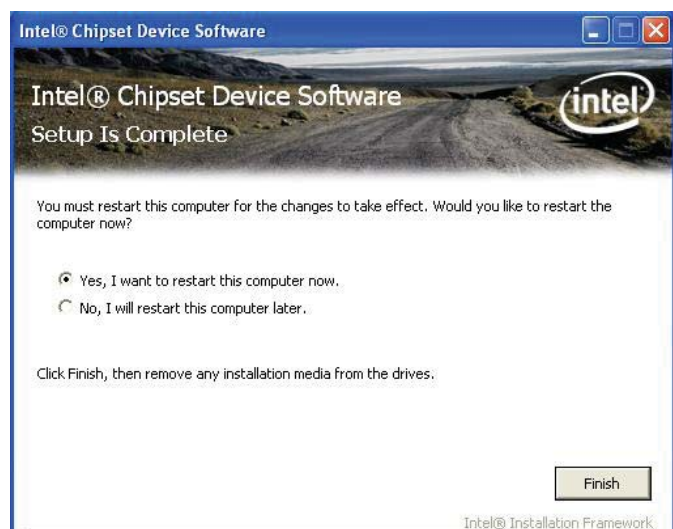 Intel® Chipset Device Software
Intel® Chipset Device Software
intel
Setup Is Complete
You must restart this computer for the changes to take effect. Would you like to restart the
computer now?
Yes, I want to restart this computer now.
No, I will restart this computer later.
Click Finish, then remove any installation media from the drives.
Finish
Intel® Installation Framework